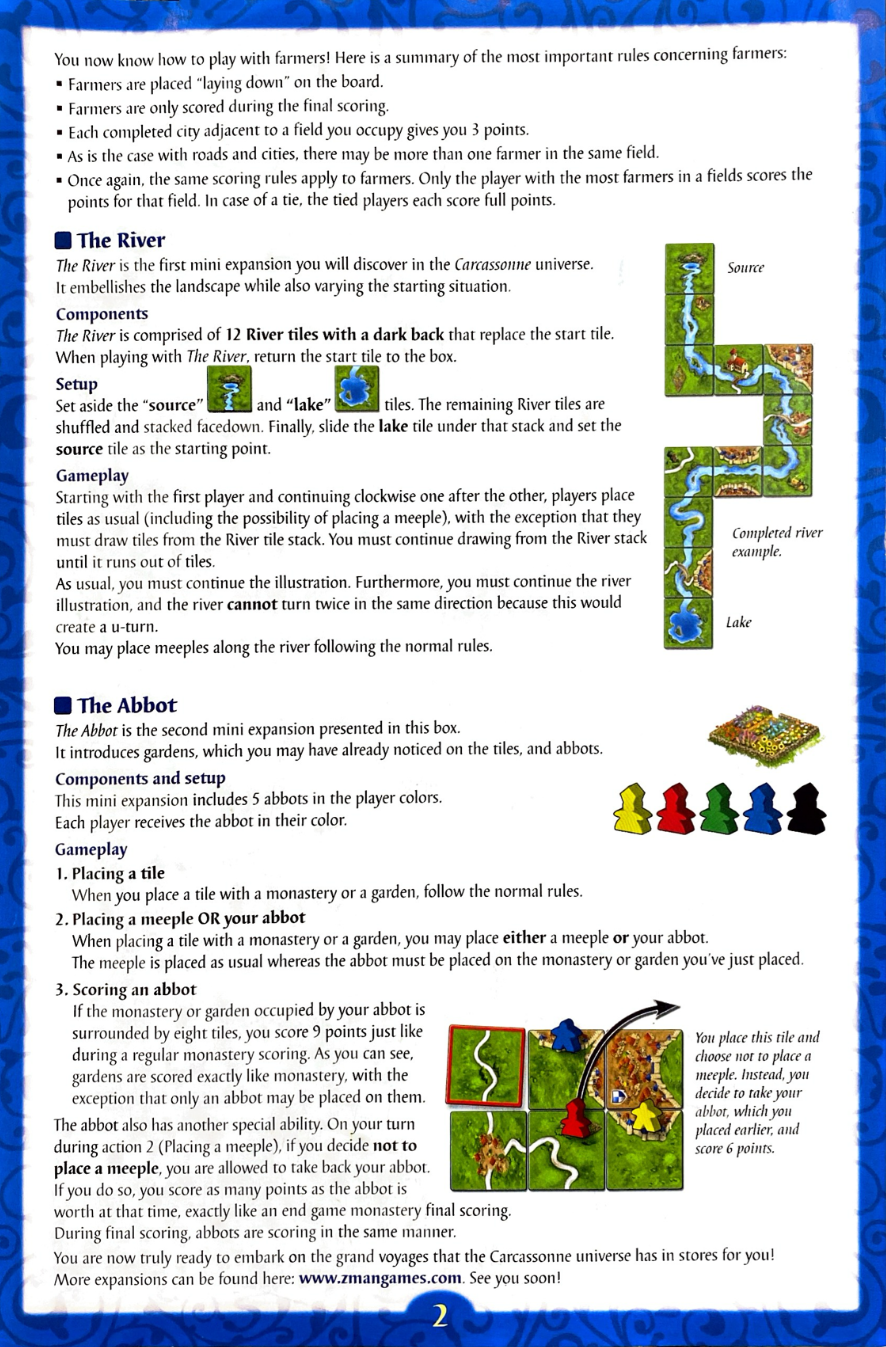 You now know how to play with farmers! Here is a summary of the most important rules concerning farmers:
▪ Farmers are placed “laying down” on the board.
▪ Farmers are only scored during the final scoring.
▪ Each completed city adjacent to a field you occupy gives you 3 points.
▪ As is the case with roads and cities, there may be more than one farmer in the same field.
▪ Once again, the same scoring rules apply to farmers. Only the player with the most farmers in a fields scores the
points for that field. In case of a tie, the tied players each score full points.
The River
The River is the first mini expansion you will discover in the Carcassonne universe.
It embellishes the landscape while also varying the starting situation.
Components
The River is comprised of 12 River tiles with a dark back that replace the start tile.
When playing with The River, return the start tile to the box.
Setup
Set aside the “source” and “lake” tiles. The remaining River tiles are
shuffled and stacked facedown. Finally, slide the lake tile under that stack and set the
source tile as the starting point.
Gameplay
Starting with the first player and continuing clockwise one after the other, players place
tiles as usual (including the possibility of placing a meeple), with the exception that they
must draw tiles from the River tile stack. You must continue drawing from the River stack
until it runs out of tiles.
As usual, you must continue the illustration. Furthermore, you must continue the river
illustration, and the river cannot turn twice in the same direction because this would
create a u-turn.
You may place meeples along the river following the normal rules.
Source
Completed river
example.
Lake
The Abbot
The Abbot is the second mini expansion presented in this box.
It introduces gardens, which you may have already noticed on the tiles, and abbots.
Components and setup
This mini expansion includes 5 abbots in the player colors.
Each player receives the abbot in their color.
Gameplay
1. Placing a tile
When you place a tile with a monastery or a garden, follow the normal rules.
2. Placing a meeple OR your abbot
When placing a tile with a monastery or a garden, you may place either a meeple or your abbot.
The meeple is placed as usual whereas the abbot must be placed on the monastery or garden you've just placed.
3. Scoring an abbot
If the monastery or garden occupied by your abbot is
surrounded by eight tiles, you score 9 points just like
during a regular monastery scoring. As you can see,
gardens are scored exactly like monastery, with the
exception that only an abbot may be placed on them.
The abbot also has another special ability. On your turn
during action 2 (Placing a meeple), if you decide not to
place a meeple, you are allowed to take back your abbot.
If you do so, you score as many points as the abbot is
worth at that time, exactly like an end game monastery final scoring.
During final scoring, abbots are scoring in the same manner.
You place this tile and
choose not to place a
meeple. Instead, you
decide to take your
abbot, which you
placed earlier, and
score 6 points.
You are now truly ready to embark on the grand voyages that the Carcassonne universe has in stores for you!
More expansions can be found here: www.zmangames.com. See you soon!
2